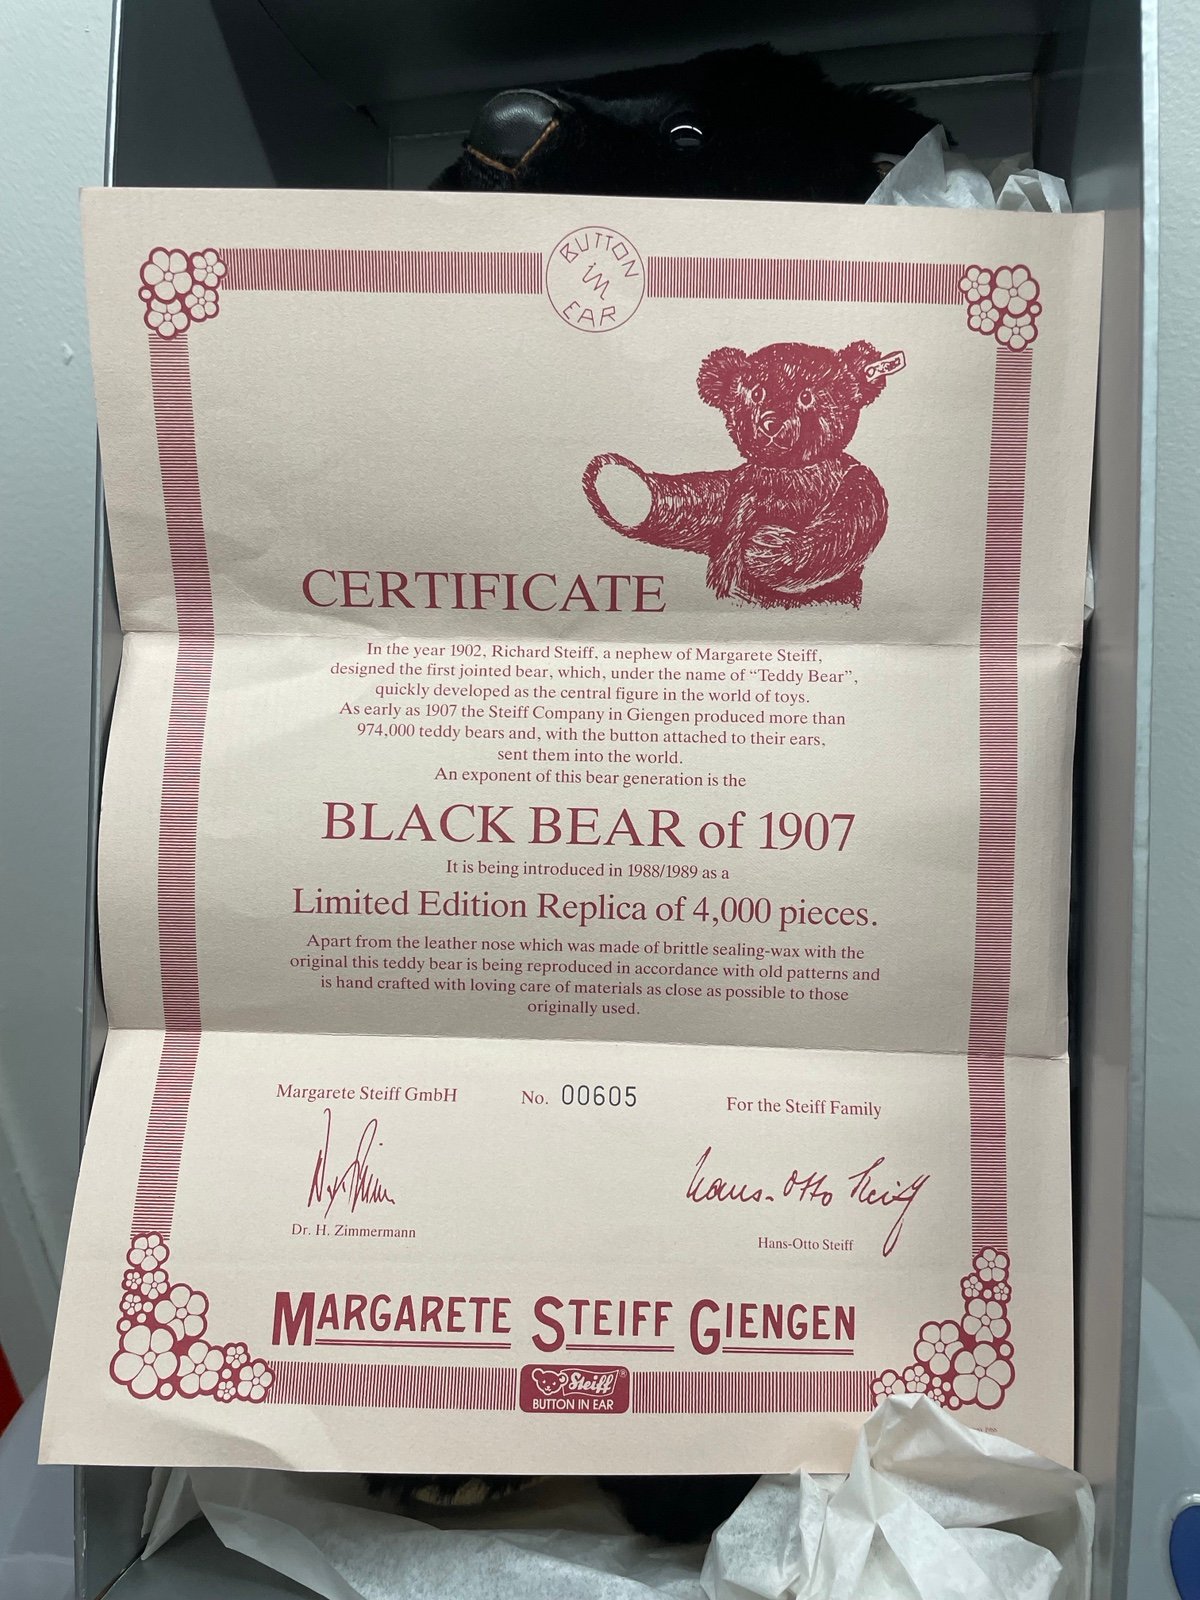 BUTTON
im
EAR
CERTIFICATE
In the year 1902, Richard Steiff, a nephew of Margarete Steiff,
designed the first jointed bear, which, under the name of “Teddy Bear”,
quickly developed as the central figure in the world of toys.
As early as 1907 the Steiff Company in Giengen produced more than
974,000 teddy bears and, with the button attached to their ears,
sent them into the world.
An exponent of this bear generation is the
BLACK BEAR of 1907
It is being introduced in 1988/1989 as a
Limited Edition Replica of 4,000 pieces.
Apart from the leather nose which was made of brittle sealing-wax with the
original this teddy bear is being reproduced in accordance with old patterns and
is hand crafted with loving care of materials as close as possible to those
originally used.
Margarete Steiff GmbH No. 00605 For the Steiff Family
Hans-Otto Steiff
Dr. H. Zimmermann
Hans-Otto Steiff
MARGARETE STEIFF GIENGEN
Steiff®
BUTTON IN EAR